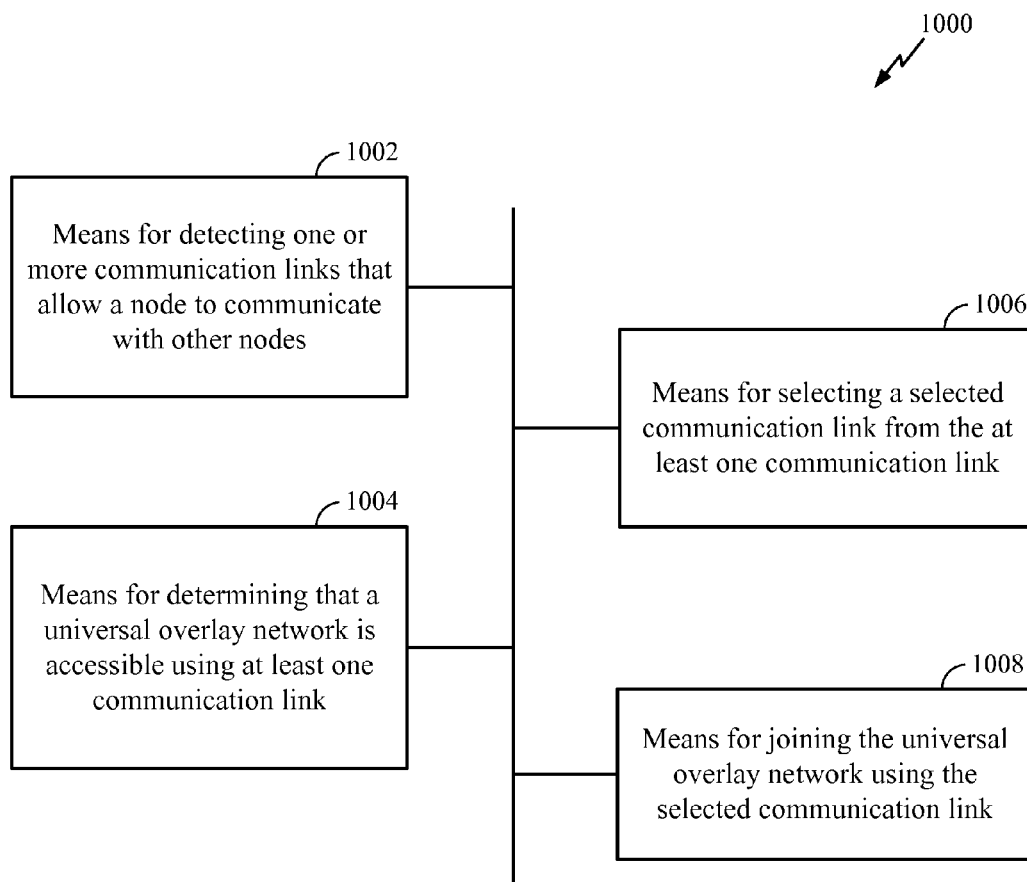 1000
1002
Means for detecting one or
more communication links that
allow a node to communicate
with other nodes
1006
Means for selecting a selected
communication link from the at
least one communication link
1004
Means for determining that a
universal overlay network is
accessible using at least one
communication link
1008
Means for joining the universal
overlay network using the
selected communication link